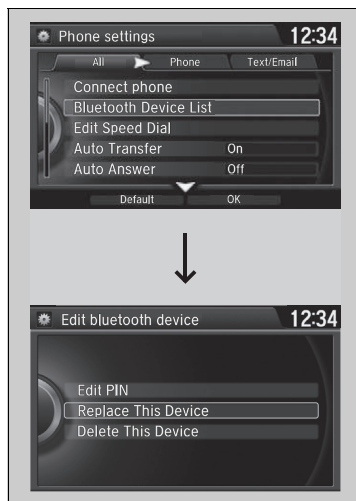 Phone settings 12:34
All Phone Text/Email
Connect phone
Bluetooth Device List
Edit Speed Dial
Auto Transfer On
Auto Answer Off
Default OK
Edit bluetooth device 12:34
Edit PIN
Replace This Device
Delete This Device